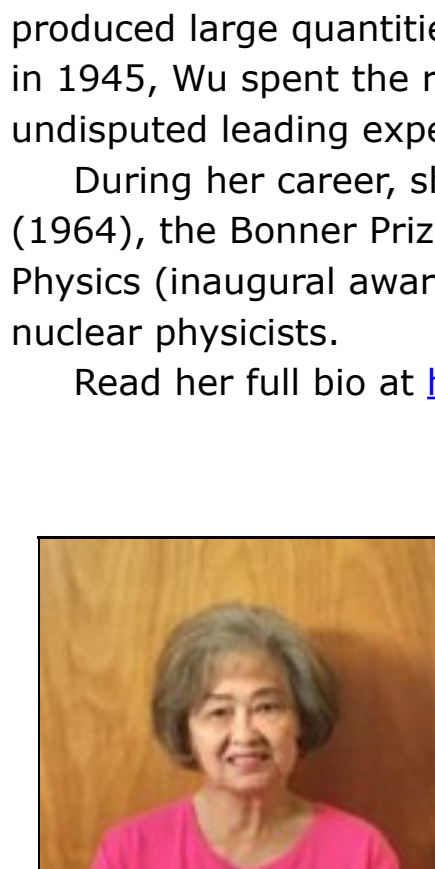 produced large quantitie
in 1945, Wu spent the r
undisputed leading expe
During her career, sh
(1964), the Bonner Priz
Physics (inaugural awar
nuclear physicists.
Read her full bio at h